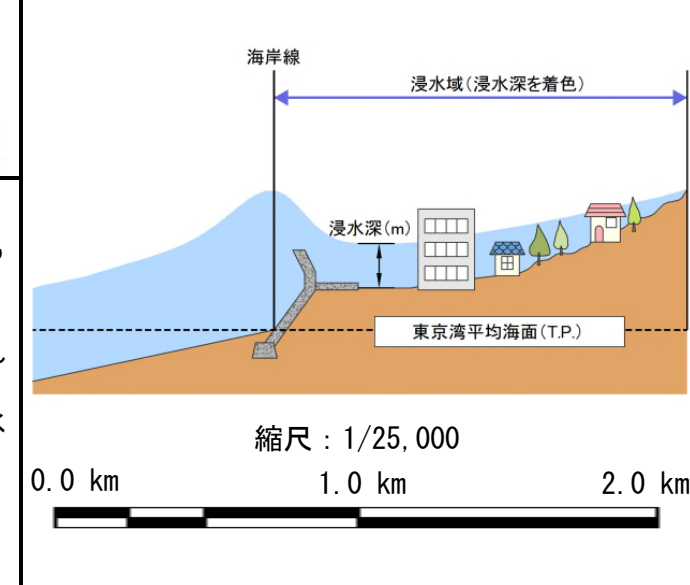 海岸線
浸水域(浸水深を着色)
浸水深(m)
東京湾平均海面(T.P.)
縮尺：1/25,000
0.0 km 1.0 km 2.0 km